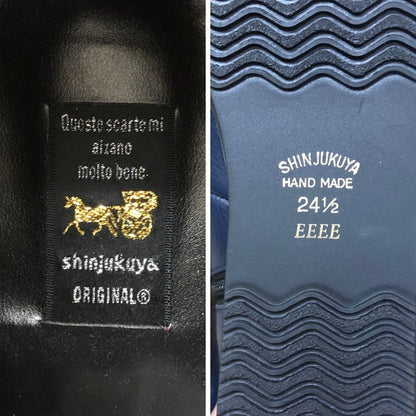 Queste scarte mi
alzano
molto bene.
shinjukuya
ORIGINAL®
SHINJUKUYA
HAND MADE
24½
EEEE